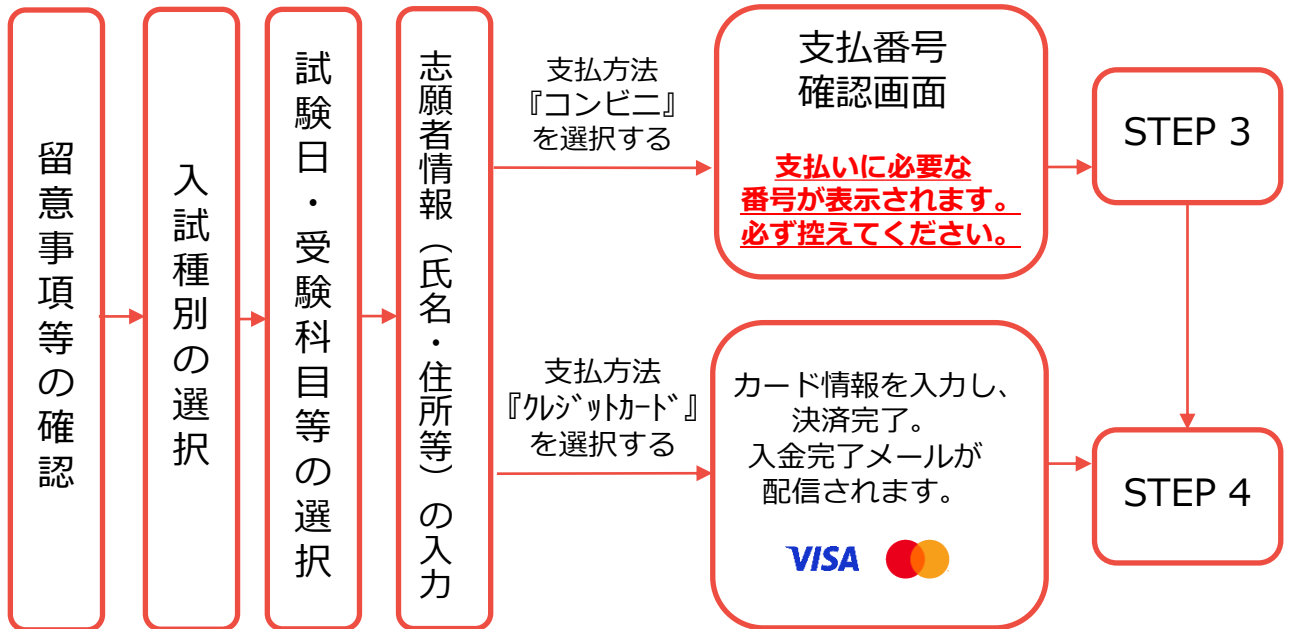 留意事項等の確認
入試種別の選択
試験日・受験科目等の選択
志願者情報（氏名・住所等）の入力
支払方法
『コンビニ』
を選択する
支払番号
確認画面
支払いに必要な
番号が表示されます。
必ず控えてください。
STEP 3
支払方法
『ｸﾚｼﾞｯﾄｶｰﾄﾞ』
を選択する
カード情報を入力し、
決済完了。
入金完了メールが
配信されます。
VISA
STEP 4